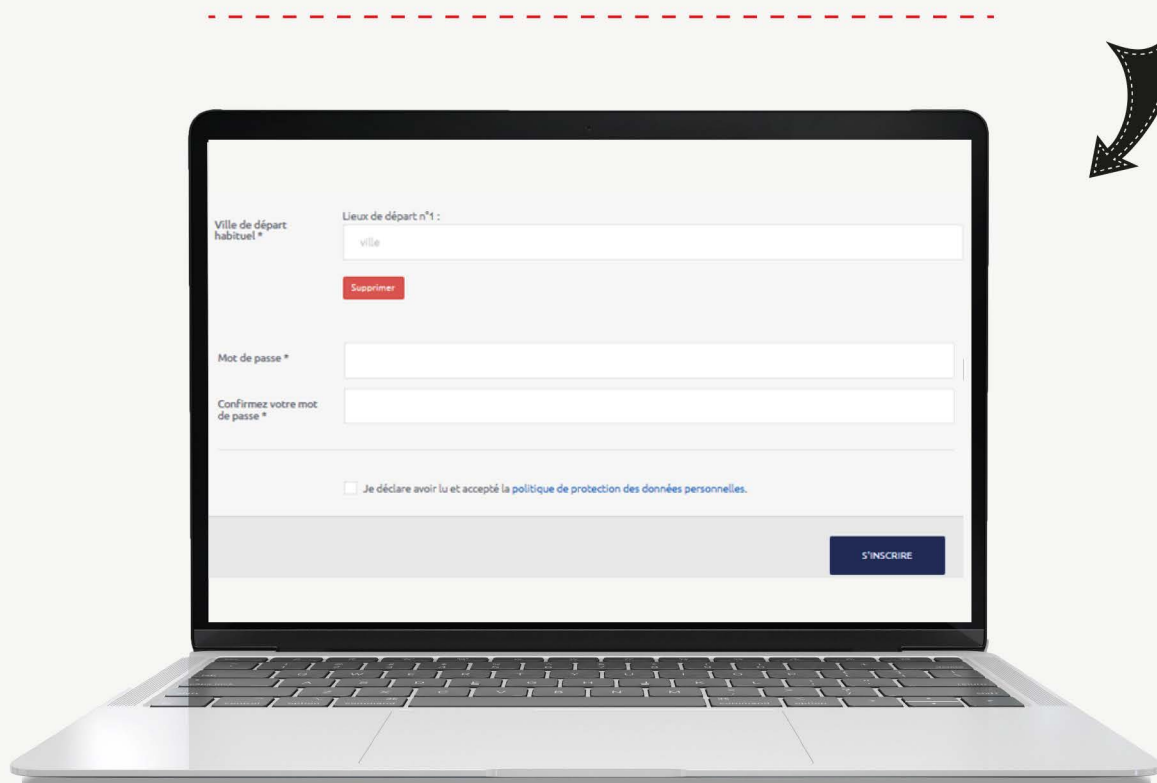 Lieux de départ n°1 :
Ville de départ
habituel *
ville
Supprimer
Mot de passe *
Confirmez votre mot
de passe *
Je déclare avoir lu et accepté la politique de protection des données personnelles.
S'INSCRIRE